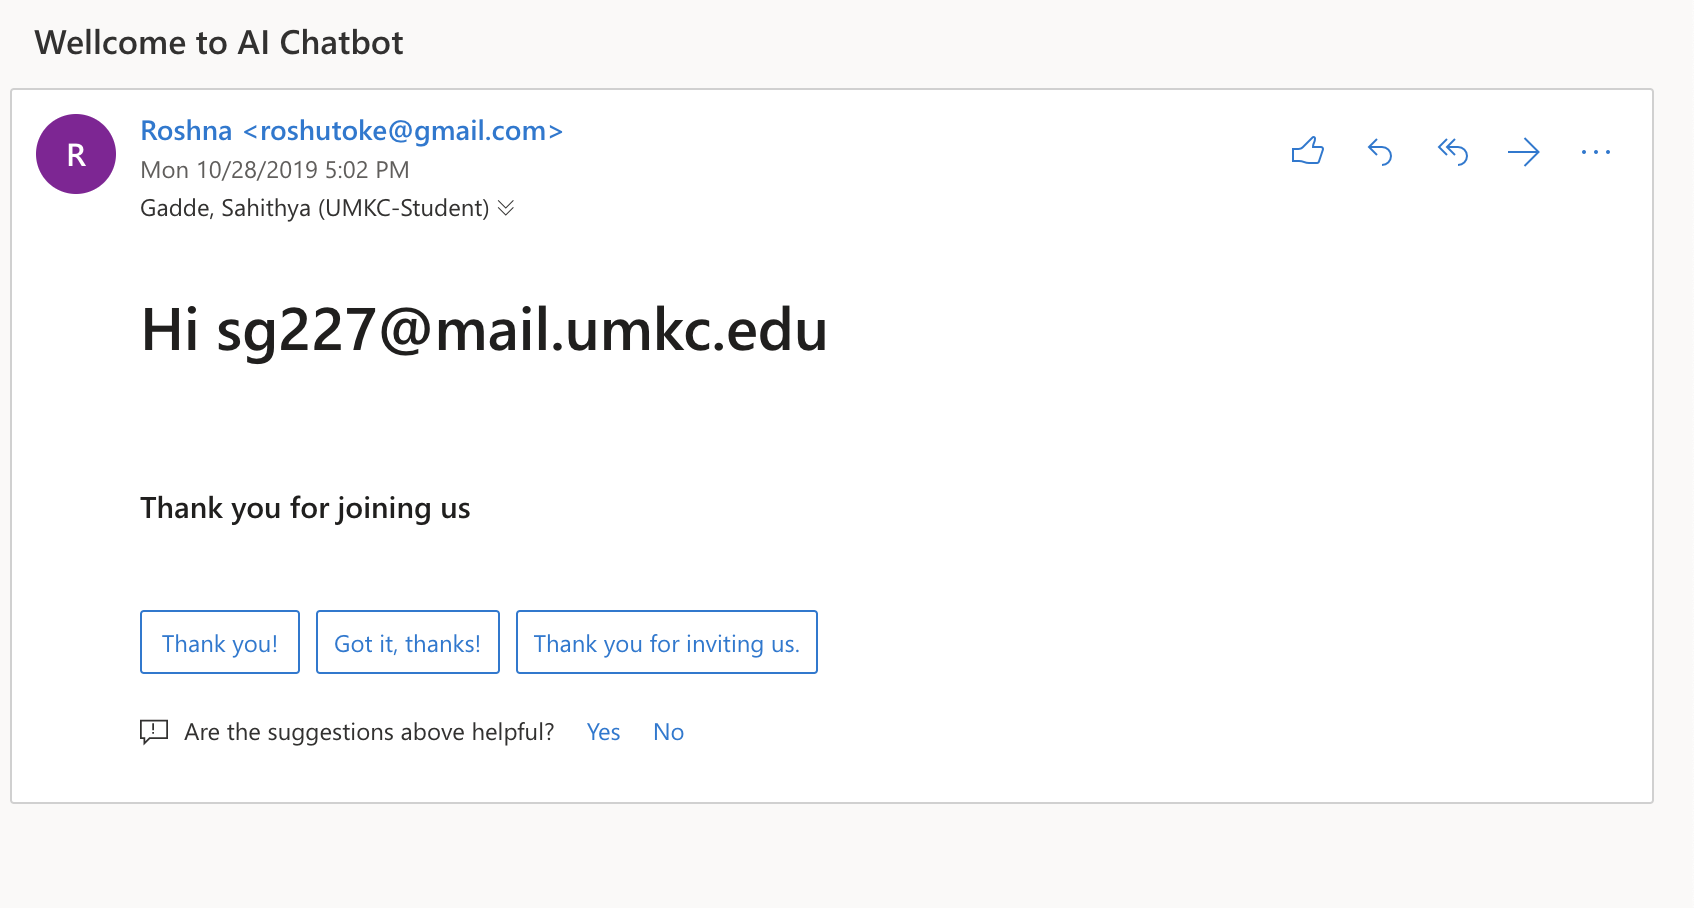 Wellcome to AI Chatbot
R
Roshna <roshutoke@gmail.com>
Mon 10/28/2019 5:02 PM
Gadde, Sahithya (UMKC-Student)
Hi sg227@mail.umkc.edu
Thank you for joining us
Thank you! Got it, thanks! Thank you for inviting us.
Are the suggestions above helpful? Yes No